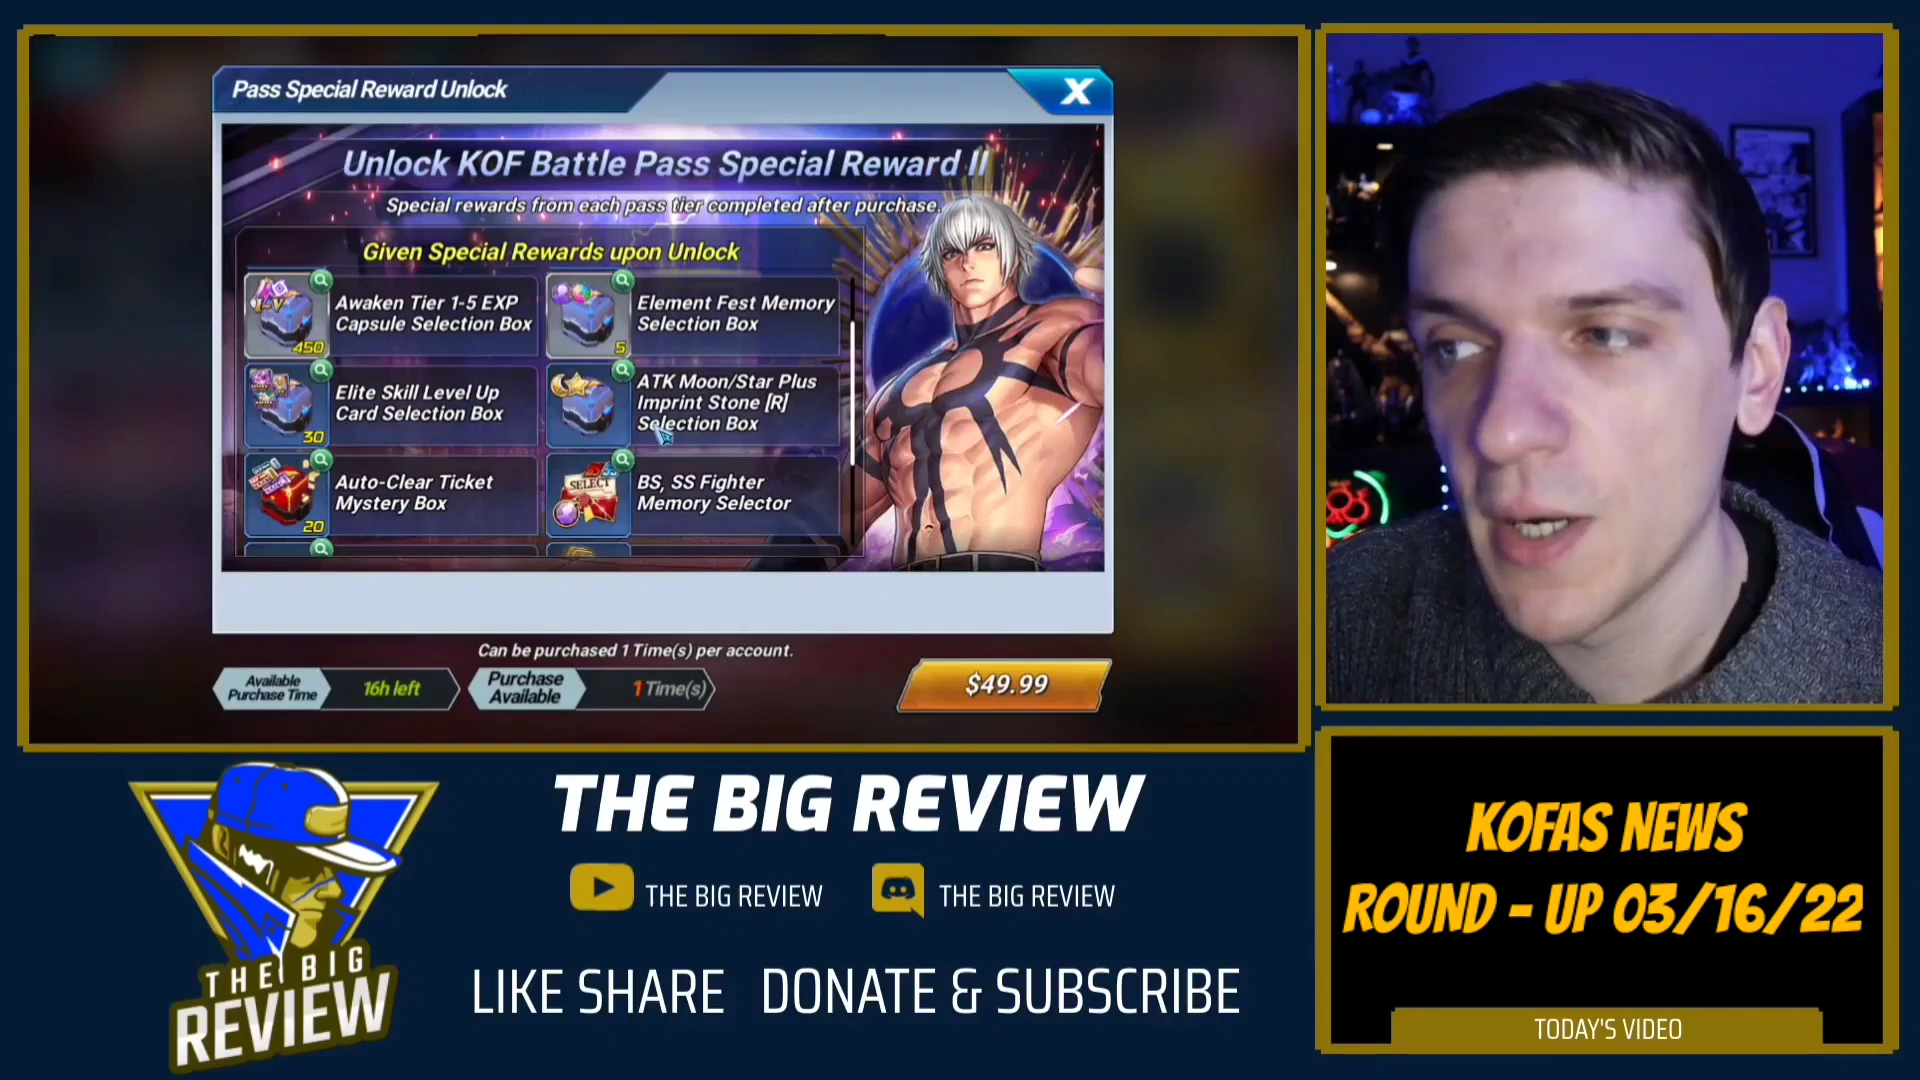 Pass Special Reward Unlock
X
Unlock KOF Battle Pass Special Reward II
Special rewards from each pass tier completed after purchase.
Given Special Rewards upon Unlock
LV
450
Awaken Tier 1-5 EXP
Capsule Selection Box
5
Element Fest Memory
Selection Box
30
Elite Skill Level Up
Card Selection Box
ATK Moon/Star Plus
Imprint Stone [R]
Selection Box
20
Auto-Clear Ticket
Mystery Box
SELECT
BS, SS Fighter
Memory Selector
Can be purchased 1 Time(s) per account.
Available
Purchase Time
16h left
Purchase
Available
1 Time(s)
$49.99
THE BIG
REVIEW
THE BIG REVIEW
THE BIG REVIEW
THE BIG REVIEW
LIKE SHARE DONATE & SUBSCRIBE
KOFAS NEWS
ROUND - UP 03/16/22
TODAY'S VIDEO